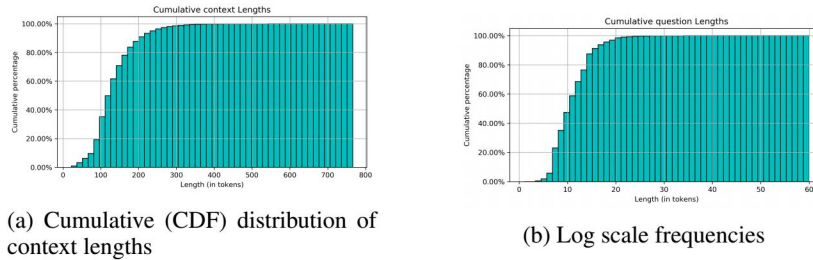 Cumulative context Lengths
100.00%
80.00%
60.00%
40.00%
20.00%
0.00%
Cumulative percentage
0 100 200 300 400 500 600 700 800
Length (in tokens)
(a) Cumulative (CDF) distribution of
context lengths
Cumulative question Lengths
100.00%
80.00%
60.00%
40.00%
20.00%
0.00%
Cumulative percentage
0 10 20 30 40 50 60
Length (in tokens)
(b) Log scale frequencies